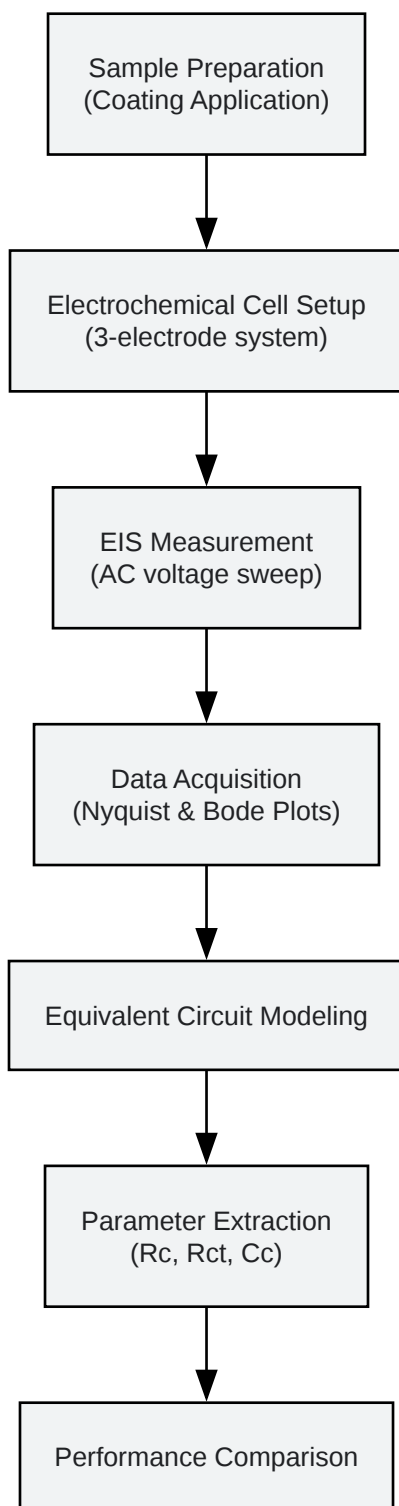 Sample Preparation
(Coating Application)
Electrochemical Cell Setup
(3-electrode system)
EIS Measurement
(AC voltage sweep)
Data Acquisition
(Nyquist & Bode Plots)
Equivalent Circuit Modeling
Parameter Extraction
(Rc, Rct, Cc)
Performance Comparison